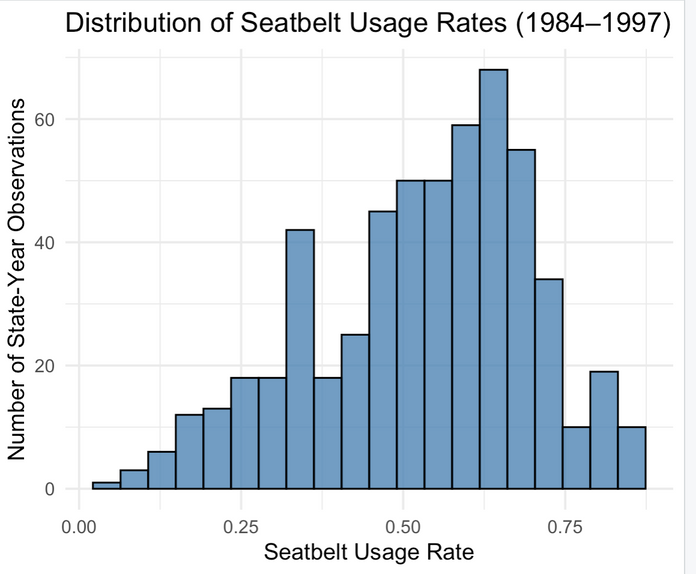 Distribution of Seatbelt Usage Rates (1984–1997)
Number of State-Year Observations
60
40
20
0
0.00 0.25 0.50 0.75
Seatbelt Usage Rate